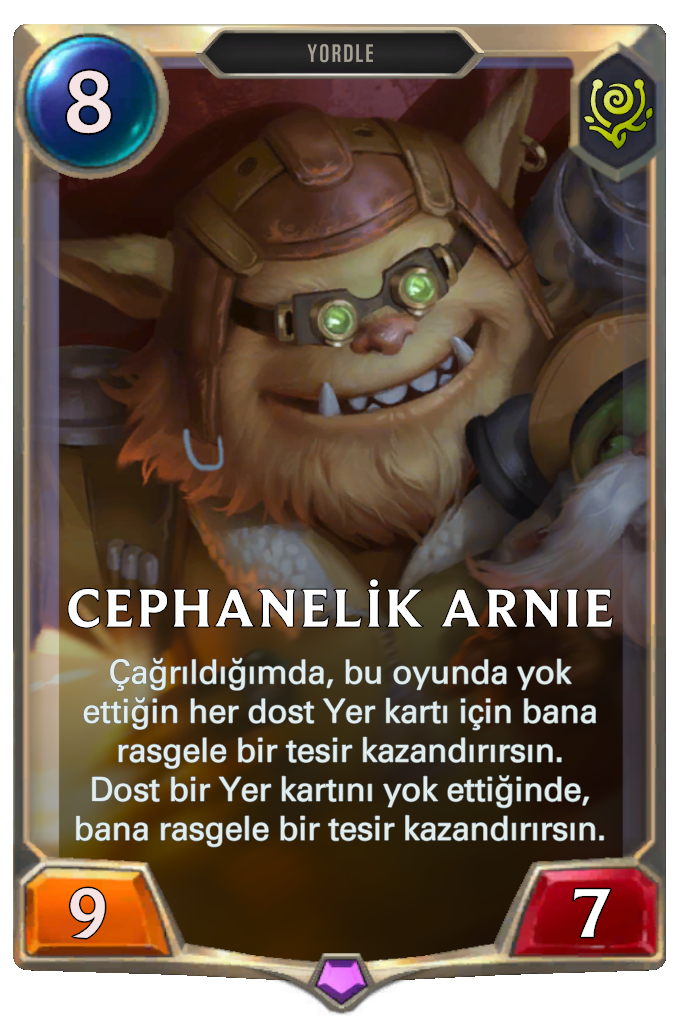 8
YORDLE
CEPHANELİK ARNIE
Çağrıldığımda, bu oyunda yok
ettiğin her dost Yer kartı için bana
rasgele bir tesir kazandırırsın.
Dost bir Yer kartını yok ettiğinde,
bana rasgele bir tesir kazandırırsın.
9
7